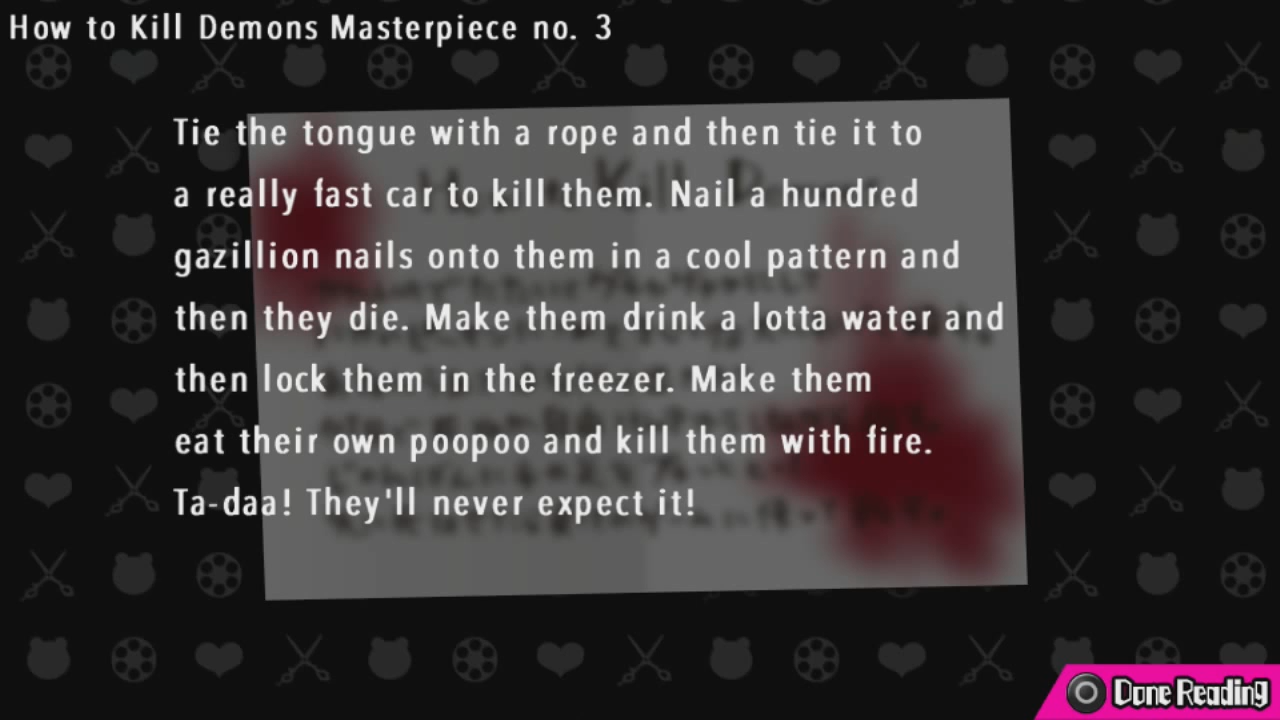 How to Kill Demons Masterpiece no. 3
Tie the tongue with a rope and then tie it to
a really fast car to kill them. Nail a hundred
gazillion nails onto them in a cool pattern and
then they die. Make them drink a lotta water and
then lock them in the freezer. Make them
eat their own poopoo and kill them with fire.
Ta-daa! They'll never expect it!
Done Reading